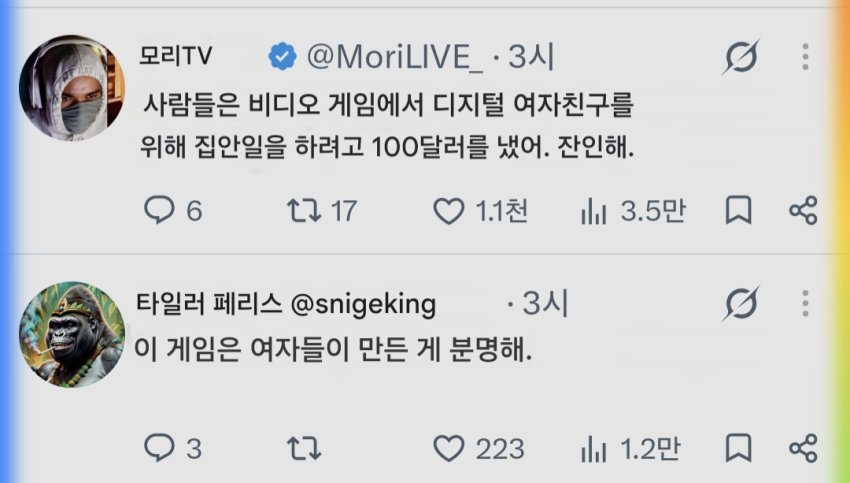 모리TV @MoriLIVE_ · 3시
사람들은 비디오 게임에서 디지털 여자친구를
위해 집안일을 하려고 100달러를 냈어. 잔인해.
6 17 1.1천 3.5만
타일러 페리스 @snigeking · 3시
이 게임은 여자들이 만든 게 분명해.
3 223 1.2만